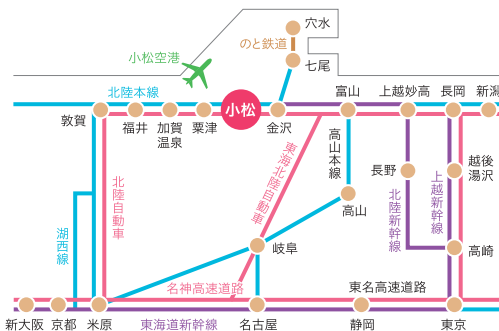 穴水
のと鉄道
小松空港
七尾
北陸本線
小松
富山
上越妙高
長岡
新潟
敦賀
福井
加賀
温泉
粟津
金沢
高山本線
東海北陸自動車
長野
越後
湯沢
北陸自動車
上越新幹線
北陸新幹線
高山
湖西線
岐阜
高崎
名神高速道路
東名高速道路
新大阪
京都
米原
東海道新幹線
名古屋
静岡
東京